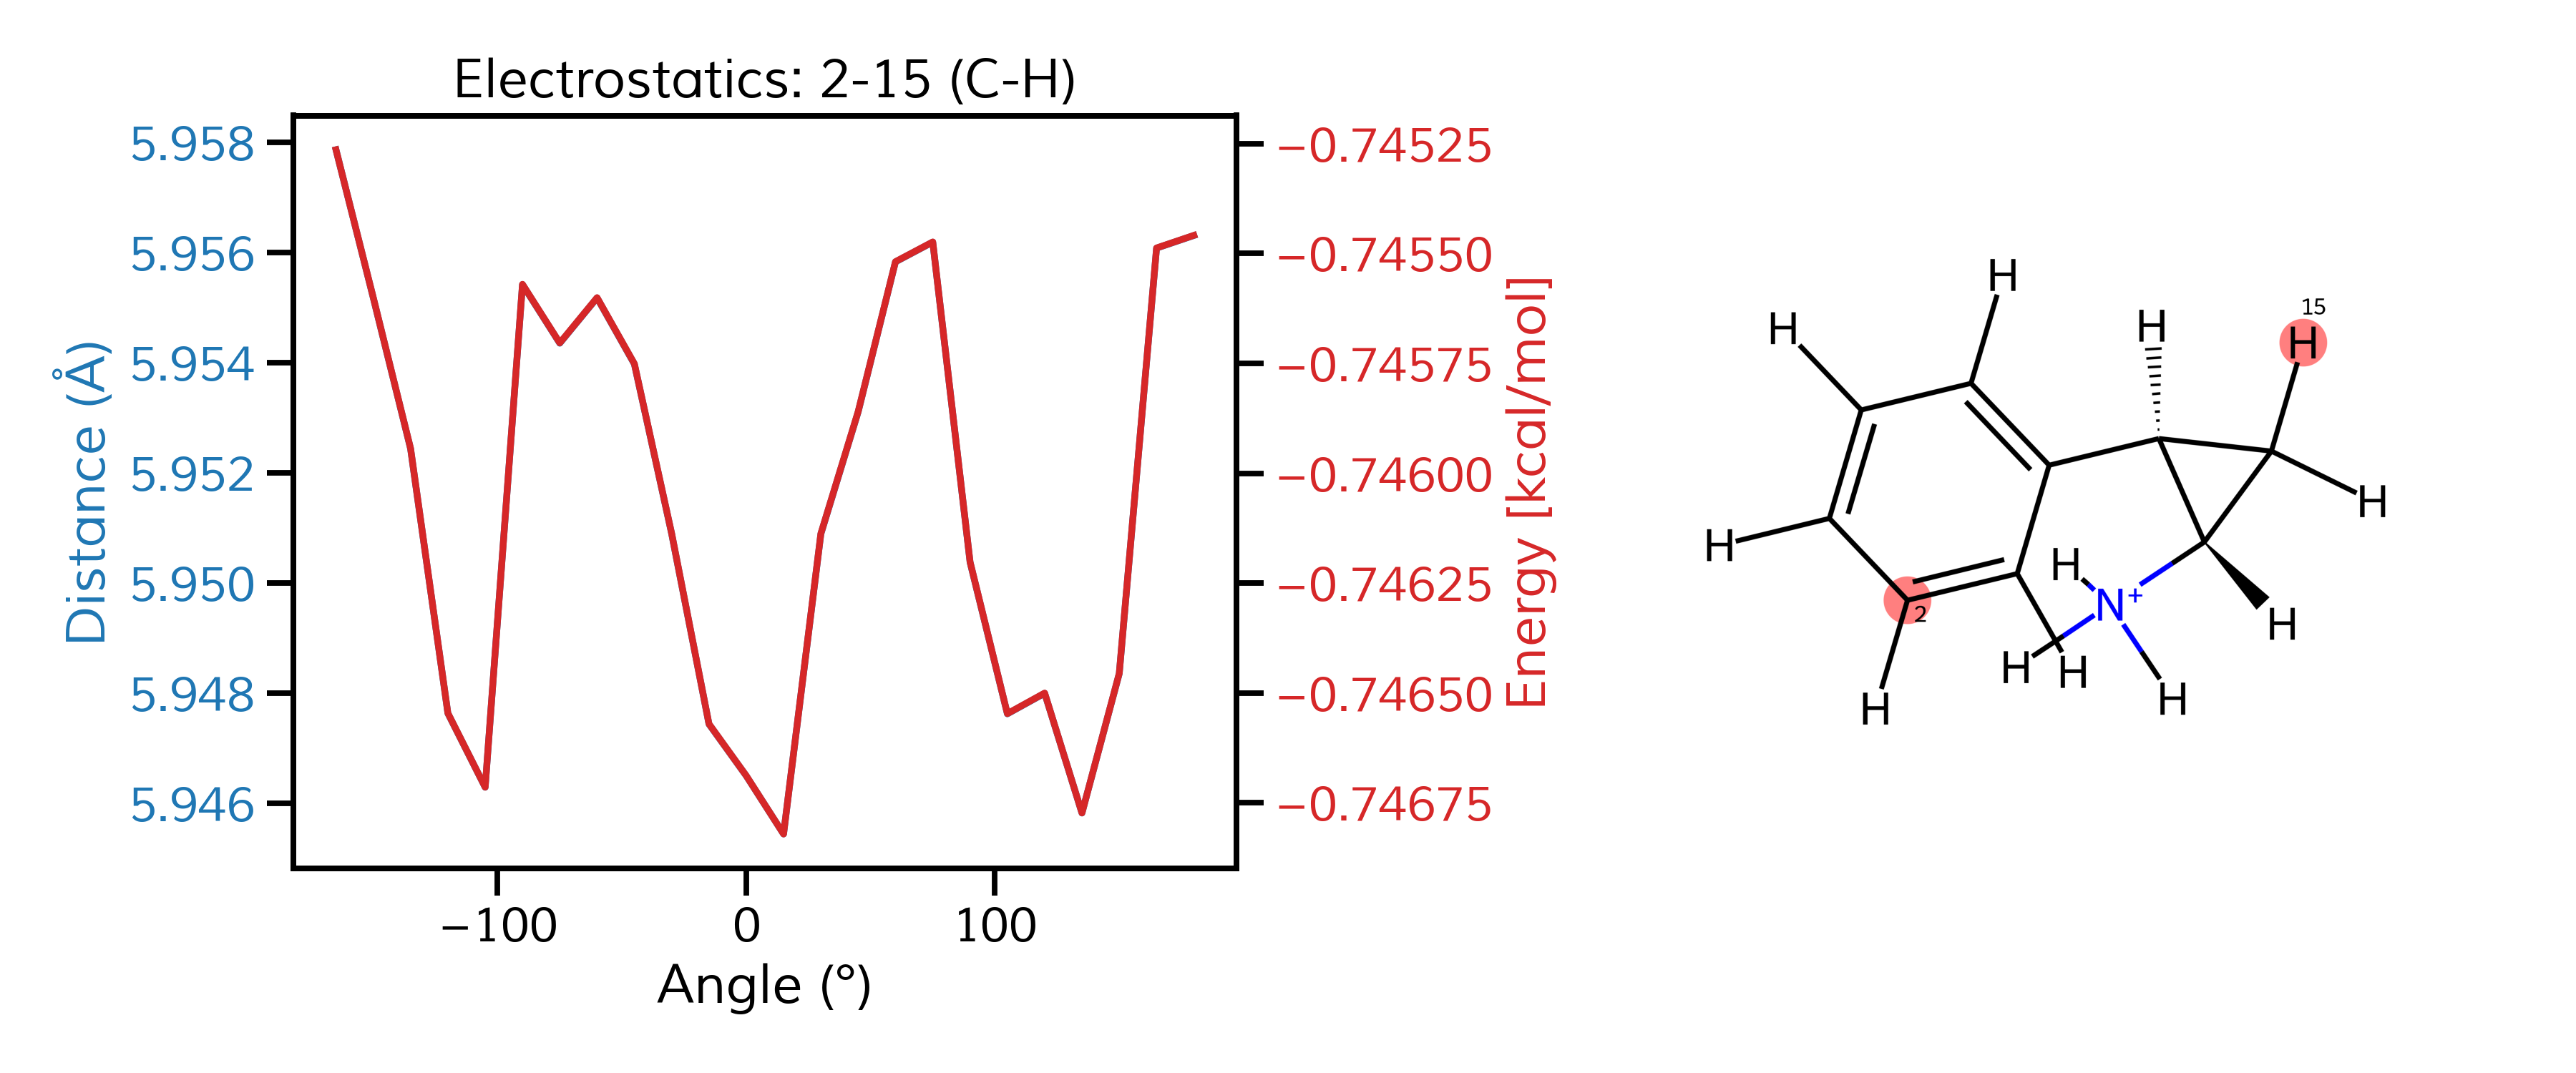 Electrostatics: 2-15 (C-H)
Distance (Å)
5.958
5.956
5.954
5.952
5.950
5.948
5.946
−0.74525
−0.74550
−0.74575
−0.74600
−0.74625
−0.74650
−0.74675
Energy [kcal/mol]
−100
0
100
Angle (°)
H
15
H
H
H
H
H
H
H
N+
2
H
H
H
H
H